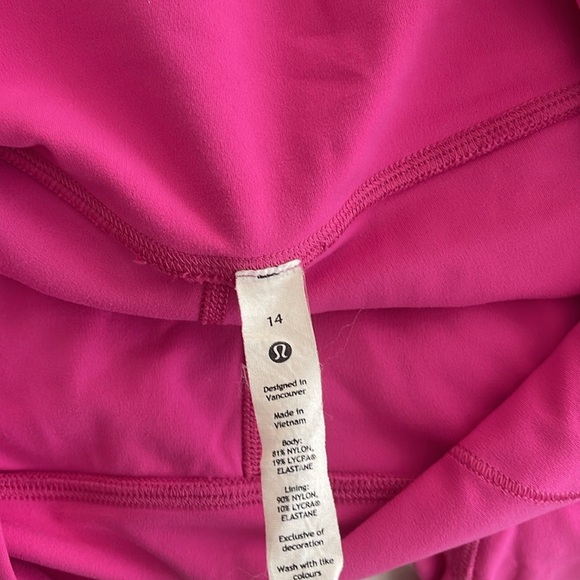 14
Designed in
Vancouver
Made in
Vietnam
Body:
81% NYLON,
19% LYCRA®
ELASTANE
Lining:
90% NYLON,
10% LYCRA®
ELASTANE
Exclusive of
decoration
Wash with like
colours